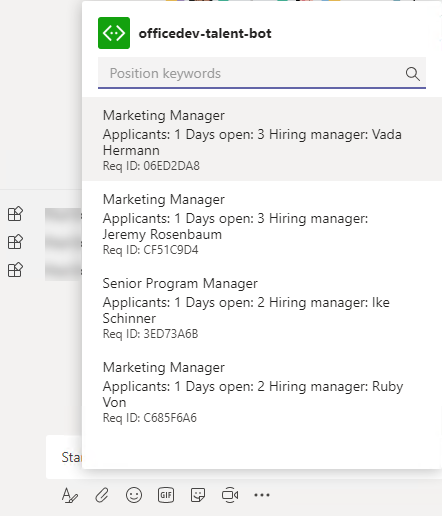 officedev-talent-bot
Position keywords
Marketing Manager
Applicants: 1 Days open: 3 Hiring manager: Vada
Hermann
Req ID: 06ED2DA8
Marketing Manager
Applicants: 1 Days open: 3 Hiring manager:
Jeremy Rosenbaum
Req ID: CF51C9D4
Senior Program Manager
Applicants: 1 Days open: 2 Hiring manager: Ike
Schinner
Req ID: 3ED73A6B
Marketing Manager
Applicants: 1 Days open: 2 Hiring manager: Ruby
Von
Req ID: C685F6A6
GIF